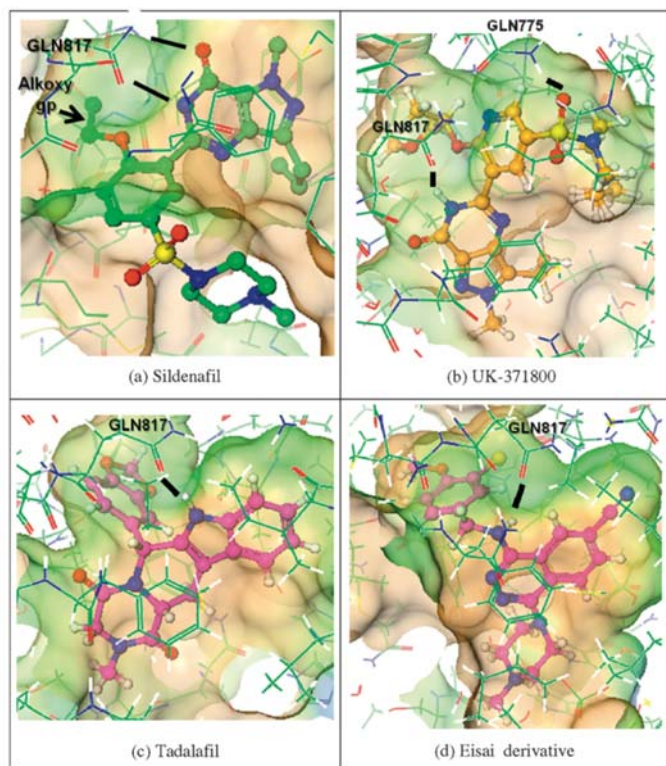 GLN817
Alkoxy
gp
(a) Sildenafil
GLN775
GLN817
(b) UK-371800
GLN817
(c) Tadalafil
GLN817
(d) Eisai derivative